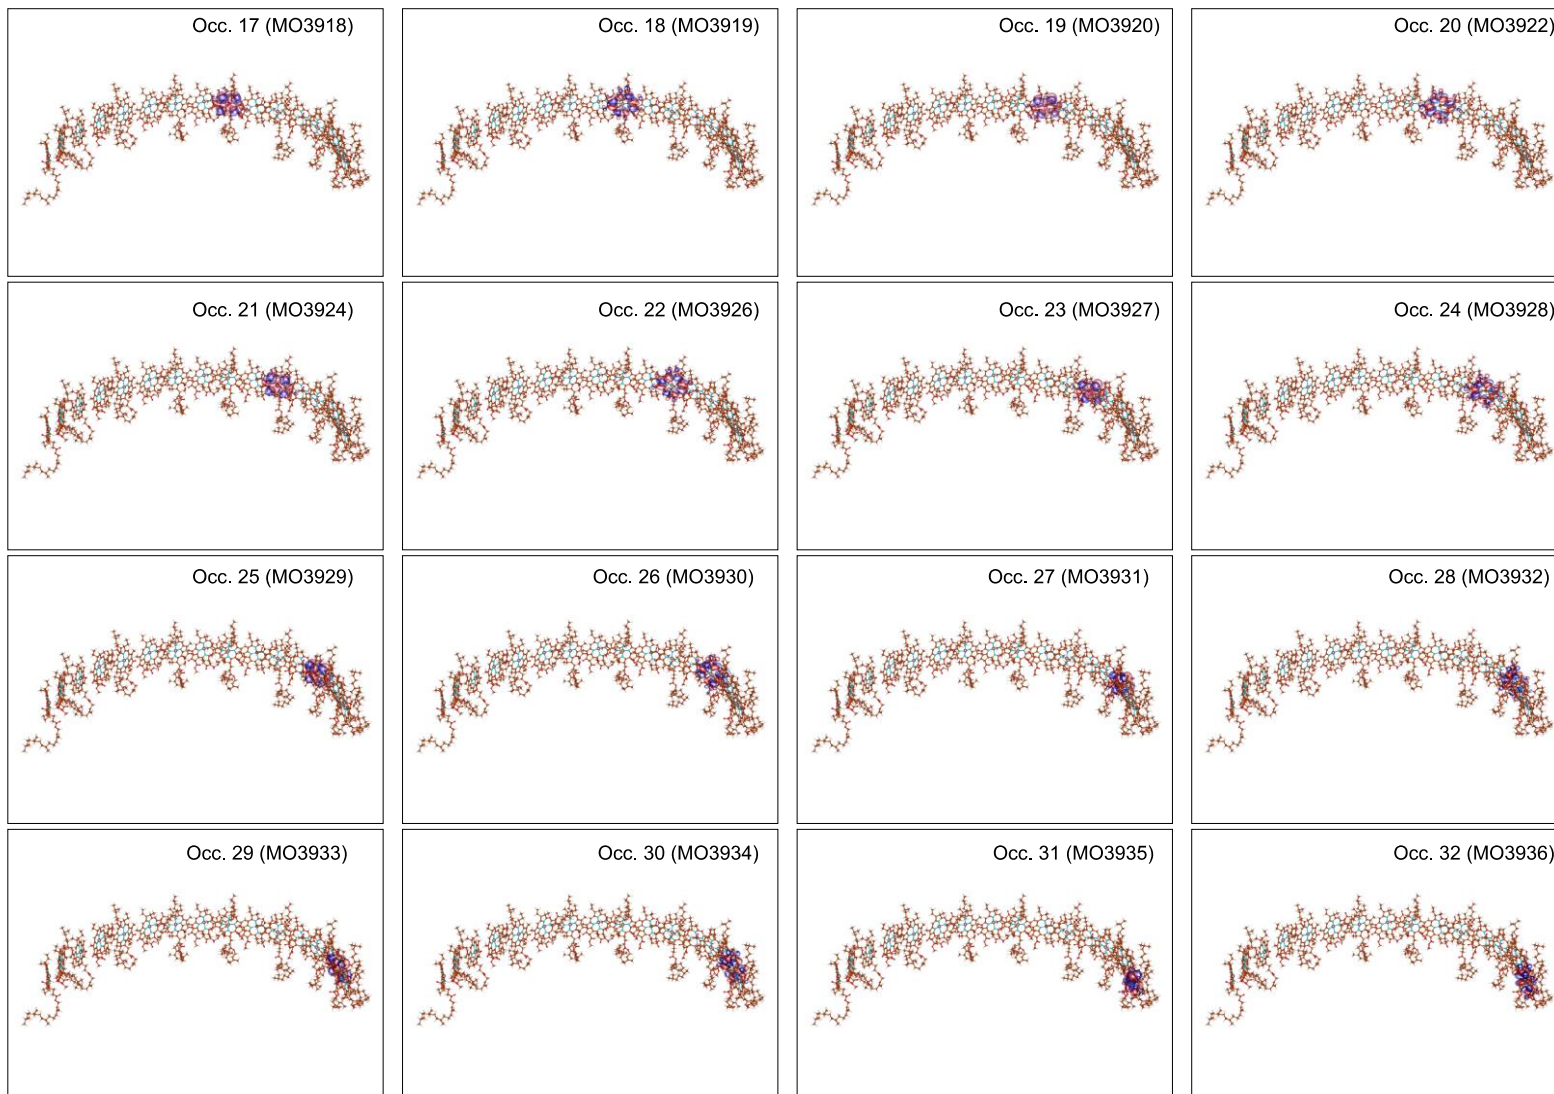 Occ. 17 (MO3918)
Occ. 18 (MO3919)
Occ. 19 (MO3920)
Occ. 20 (MO3922)
Occ. 21 (MO3924)
Occ. 22 (MO3926)
Occ. 23 (MO3927)
Occ. 24 (MO3928)
Occ. 25 (MO3929)
Occ. 26 (MO3930)
Occ. 27 (MO3931)
Occ. 28 (MO3932)
Occ. 29 (MO3933)
Occ. 30 (MO3934)
Occ. 31 (MO3935)
Occ. 32 (MO3936)